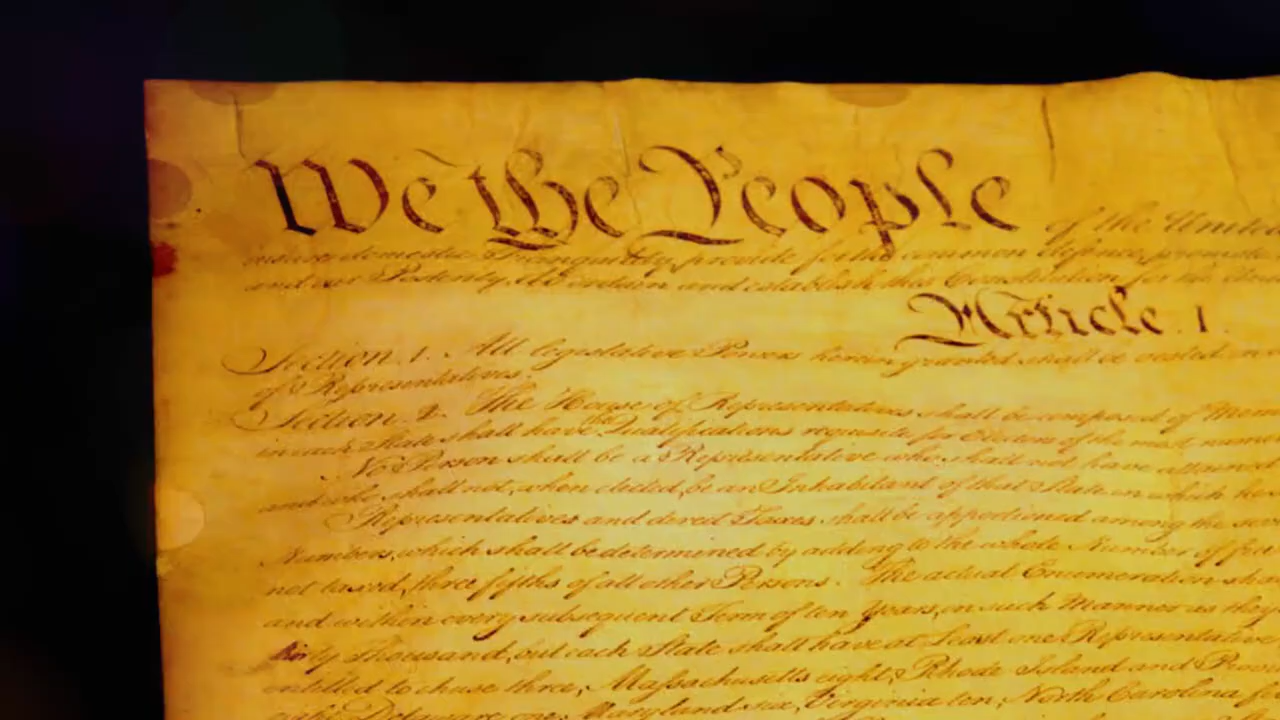 We the People of the United
insure domestic Tranquility, provide for the common defence, promote
and our Posterity, do ordain and establish this Constitution for the
Article. I.
Section. 1. All legislative Powers herein granted shall be vested in a
of Representatives.
Section. 2. The House of Representatives shall be composed of Mem
in each State shall have the Qualifications requisite for Electors of the most numer
No Person shall be a Representative who shall not have attained
and who shall not, when elected, be an Inhabitant of that State in which he
Representatives and direct Taxes shall be apportioned among the sev
Numbers, which shall be determined by adding to the whole Number of free
not taxed, three fifths of all other Persons. The actual Enumeration sha
and within every subsequent Term of ten Years, in such Manner as they
thirty Thousand, but each State shall have at Least one Representative
entitled to chuse three, Massachusetts eight, Rhode Island and Provi
eight, Delaware one, Maryland six, Virginia ten, North Carolina